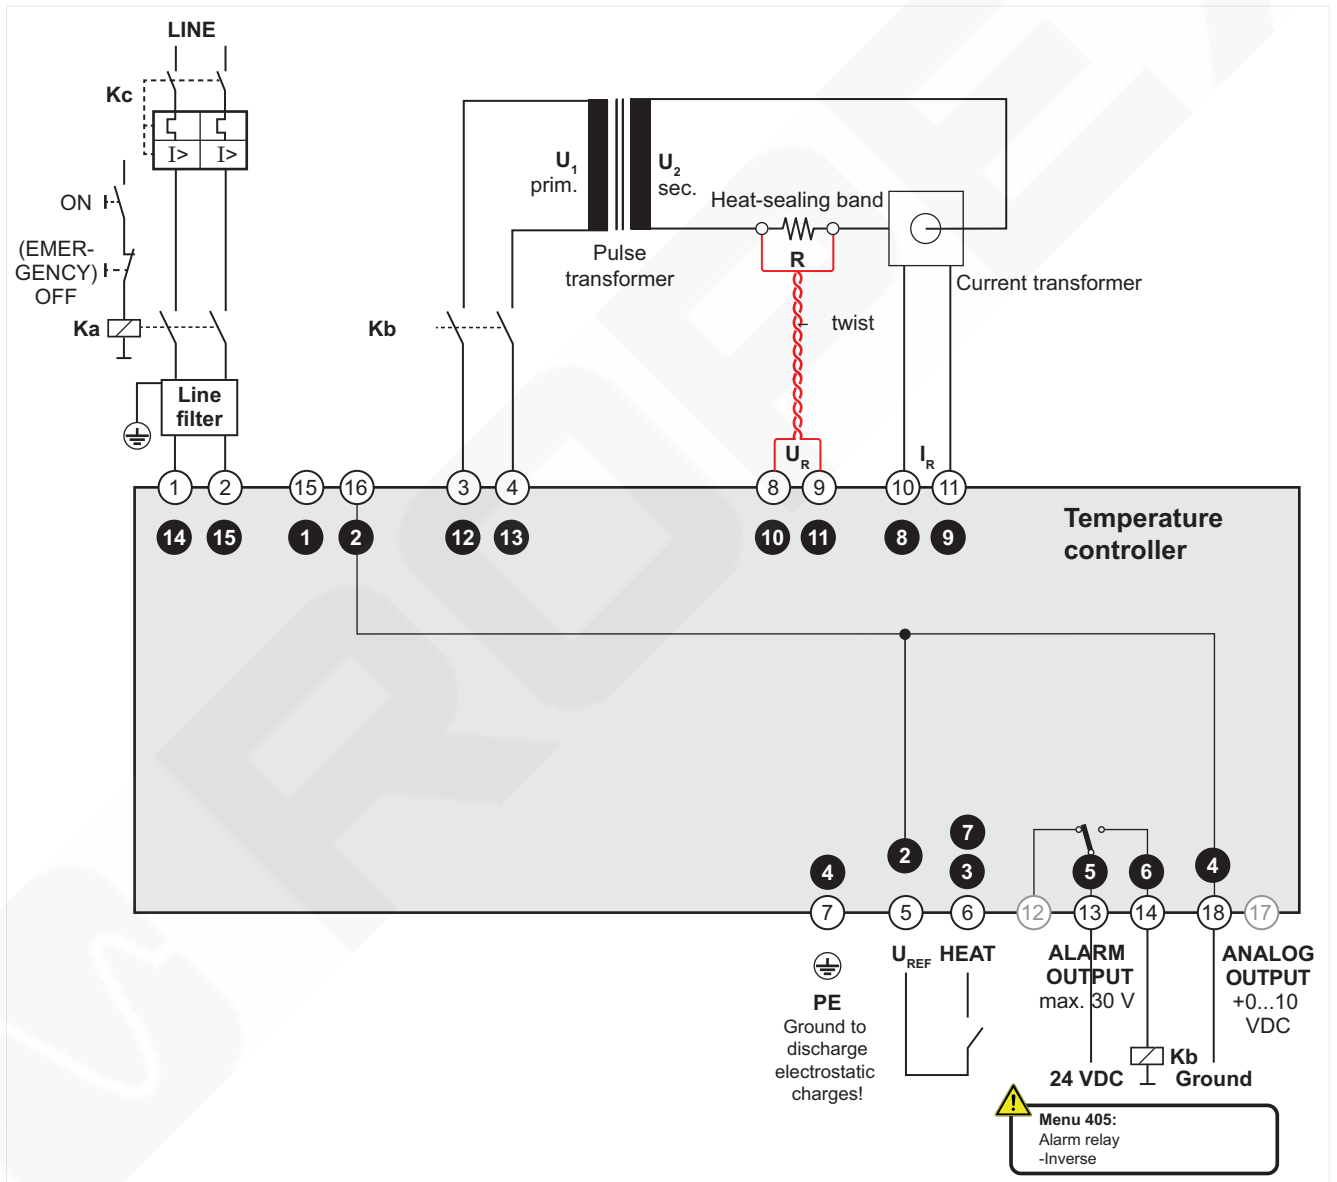 LINE
Kc
I> I>
ON
(EMER-
GENCY)
OFF
Ka
Line
filter
Kb
U1
prim.
U2
sec.
Pulse
transformer
Heat-sealing band
R
Current transformer
twist
UR
IR
1 2 15 16 3 4 8 9 10 11
14 15 1 2 12 13 10 11 8 9
Temperature
controller
7
4 2 3 5 6 4
7 5 6 12 13 14 18 17
PE
Ground to
discharge
electrostatic
charges!
UREF HEAT
ALARM
OUTPUT
max. 30 V
ANALOG
OUTPUT
+0...10
VDC
24 VDC
Kb
Ground
Menu 405:
Alarm relay
-Inverse